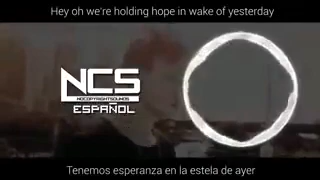 Hey oh we're holding hope in wake of yesterday
NCS
NOCOPYRIGHTSOUNDS
ESPAÑOL
Tenemos esperanza en la estela de ayer